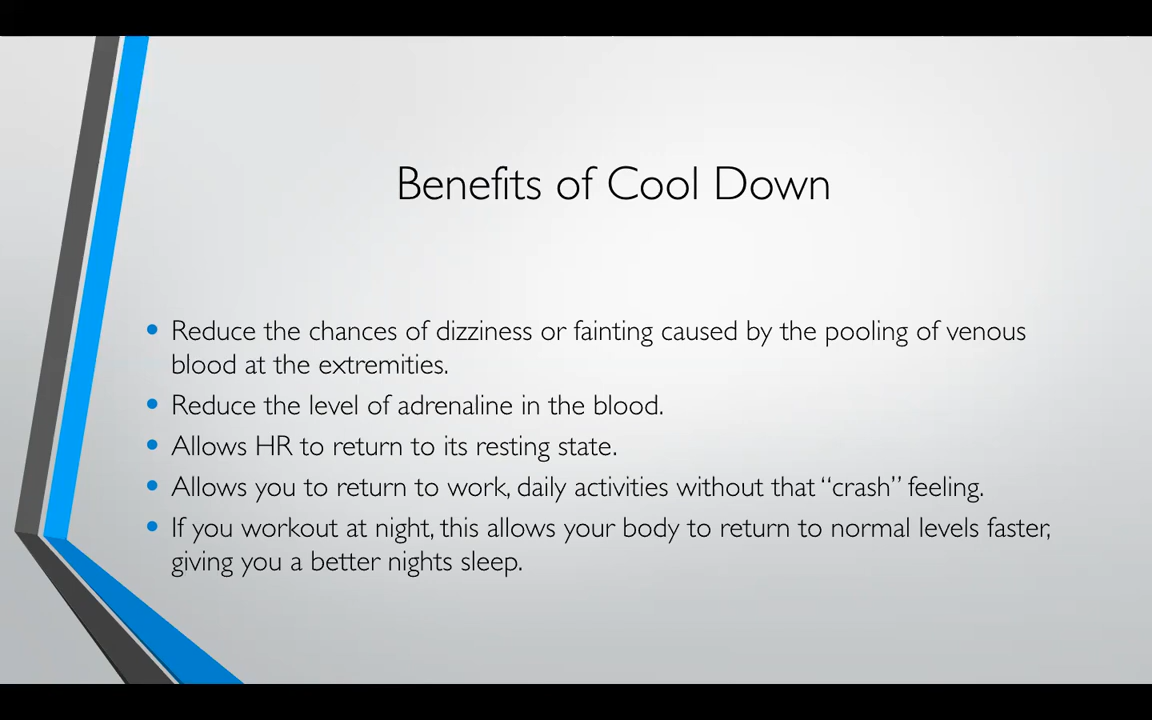 Benefits of Cool Down
• Reduce the chances of dizziness or fainting caused by the pooling of venous
blood at the extremities.
• Reduce the level of adrenaline in the blood.
• Allows HR to return to its resting state.
• Allows you to return to work, daily activities without that “crash” feeling.
• If you workout at night, this allows your body to return to normal levels faster,
giving you a better nights sleep.